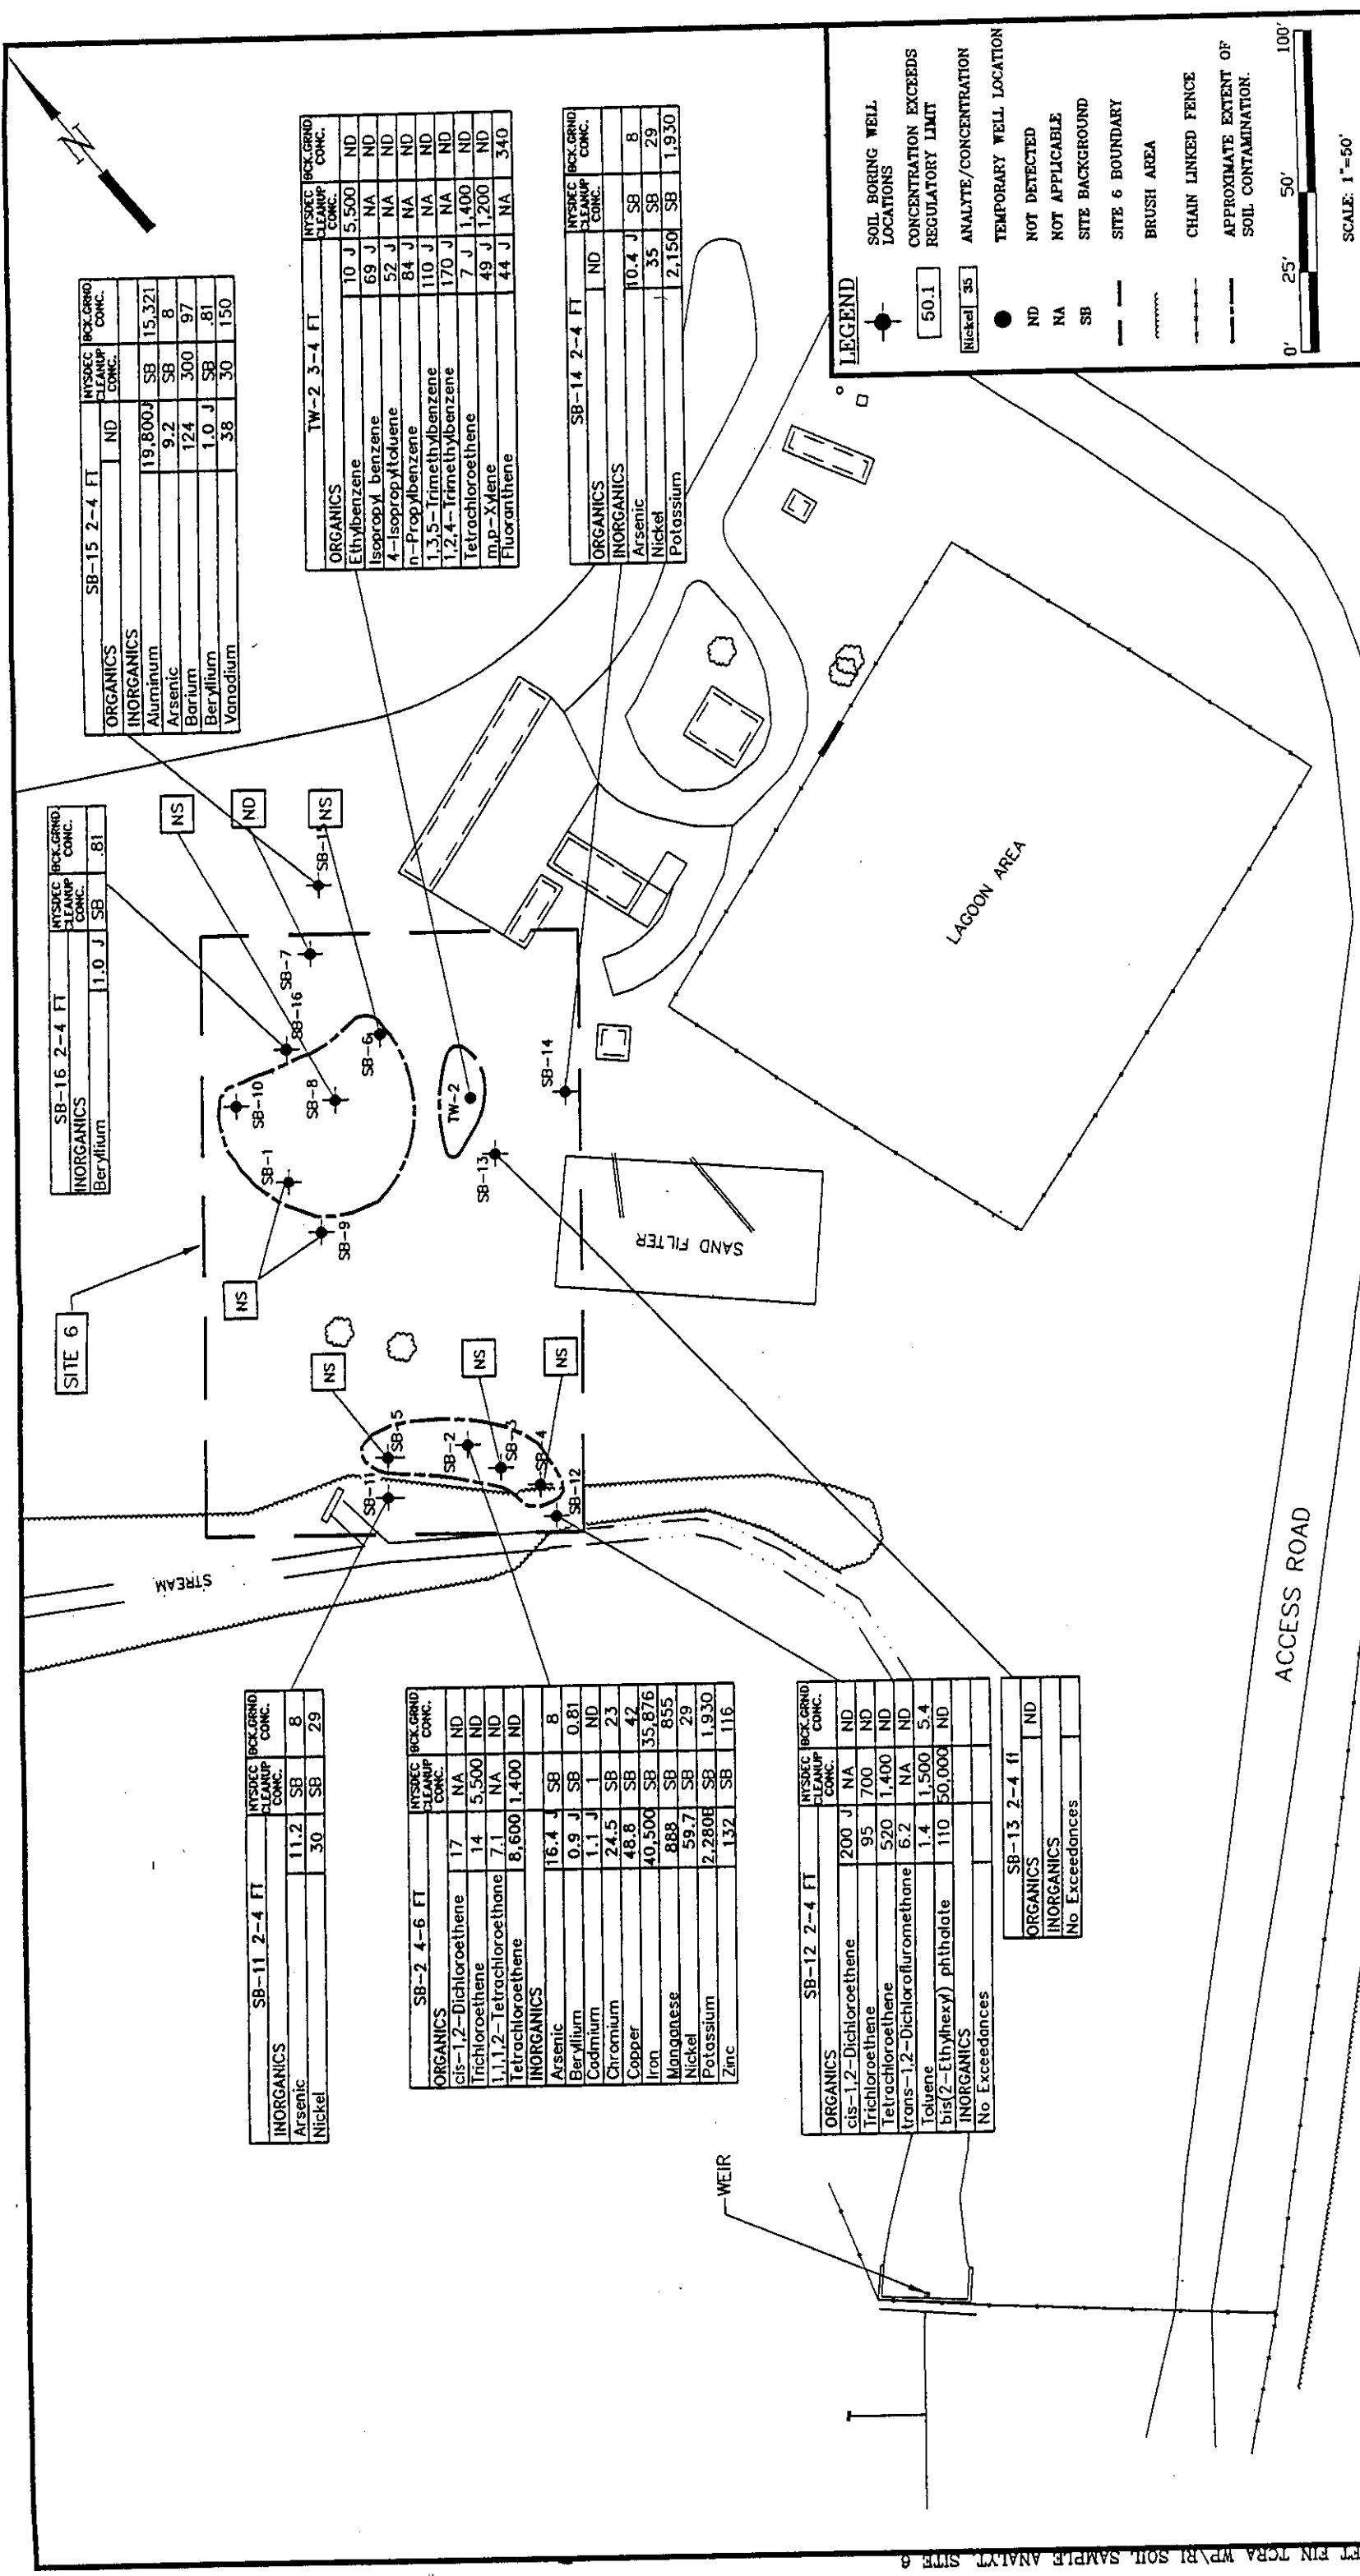 SITE 6
SB-16 2-4 FT
NYSDEC CLEANUP CONC.
BCK.GRND. CONC.
INORGANICS
Beryllium 1.0 J SB .81
SB-15 2-4 FT
NYSDEC CLEANUP CONC.
BCK.GRND. CONC.
ORGANICS ND
INORGANICS
Aluminum 19,800J SB 15,321
Arsenic 9.2 SB 8
Barium 124 300 97
Beryllium 1.0 J SB .81
Vanadium 38 30 150
N
TW-2 3-4 FT
NYSDEC CLEANUP CONC.
BCK.GRND. CONC.
ORGANICS
Ethylbenzene 10 J 5,500 ND
Isopropyl benzene 69 J NA ND
4-Isopropyltoluene 52 J NA ND
n-Propylbenzene 84 J NA ND
1,3,5-Trimethylbenzene 110 J NA ND
1,2,4-Trimethylbenzene 170 J NA ND
Tetrachloroethene 7 J 1,400 ND
m,p-Xylene 49 J 1,200 ND
Fluoranthene 44 J NA 340
SB-14 2-4 FT
NYSDEC CLEANUP CONC.
BCK.GRND. CONC.
ORGANICS ND
INORGANICS
Arsenic 10.4 J SB 8
Nickel 35 SB 29
Potassium 2,150 SB 1,930
NS
ND
NS
NS
NS
NS
NS
SB-15
SB-7
SB-16
SB-6
SB-10
SB-8
SB-1
SB-9
TW-2
SB-14
SB-13
SB-5
SB-2
SB-3
SB-4
SB-11
SB-12
STREAM
SAND FILTER
LAGOON AREA
ACCESS ROAD
WEIR
SB-11 2-4 FT
NYSDEC CLEANUP CONC.
BCK.GRND. CONC.
INORGANICS
Arsenic 11.2 SB 8
Nickel 30 SB 29
SB-2 4-6 FT
NYSDEC CLEANUP CONC.
BCK.GRND. CONC.
ORGANICS
cis-1,2-Dichloroethene 17 NA ND
Trichloroethene 14 5,500 ND
1,1,1,2-Tetrachloroethane 7.1 NA ND
Tetrachloroethene 8,600 1,400 ND
INORGANICS
Arsenic 16.4 J SB 8
Beryllium 0.9 J SB 0.81
Cadmium 1.1 J 1 ND
Chromium 24.5 SB 23
Copper 48.8 SB 42
Iron 40,500 SB 35,876
Manganese 888 SB 855
Nickel 59.7 SB 29
Potassium 2,280E SB 1,930
Zinc 132 SB 116
SB-12 2-4 FT
NYSDEC CLEANUP CONC.
BCK.GRND. CONC.
ORGANICS
cis-1,2-Dichloroethene 200 J NA ND
Trichloroethene 95 700 ND
Tetrachloroethene 520 1,400 ND
trans-1,2-Dichlorofluromethane 6.2 NA ND
Toluene 1.4 1,500 5.4
bis(2-Ethylhexyl) phthalate 110 50,000 ND
INORGANICS
No Exceedances
SB-13 2-4 ft
ORGANICS ND
INORGANICS
No Exceedances
LEGEND
SOIL BORING WELL
LOCATIONS
50.1 CONCENTRATION EXCEEDS
REGULATORY LIMIT
Nickel 35 ANALYTE/CONCENTRATION
TEMPORARY WELL LOCATION
ND NOT DETECTED
NA NOT APPLICABLE
SB SITE BACKGROUND
SITE 6 BOUNDARY
BRUSH AREA
CHAIN LINKED FENCE
APPROXIMATE EXTENT OF
SOIL CONTAMINATION.
0' 25' 50' 100'
SCALE: 1"=50'
FIN TCRA WP\RI SOIL SAMPLE ANALYT. SITE 6